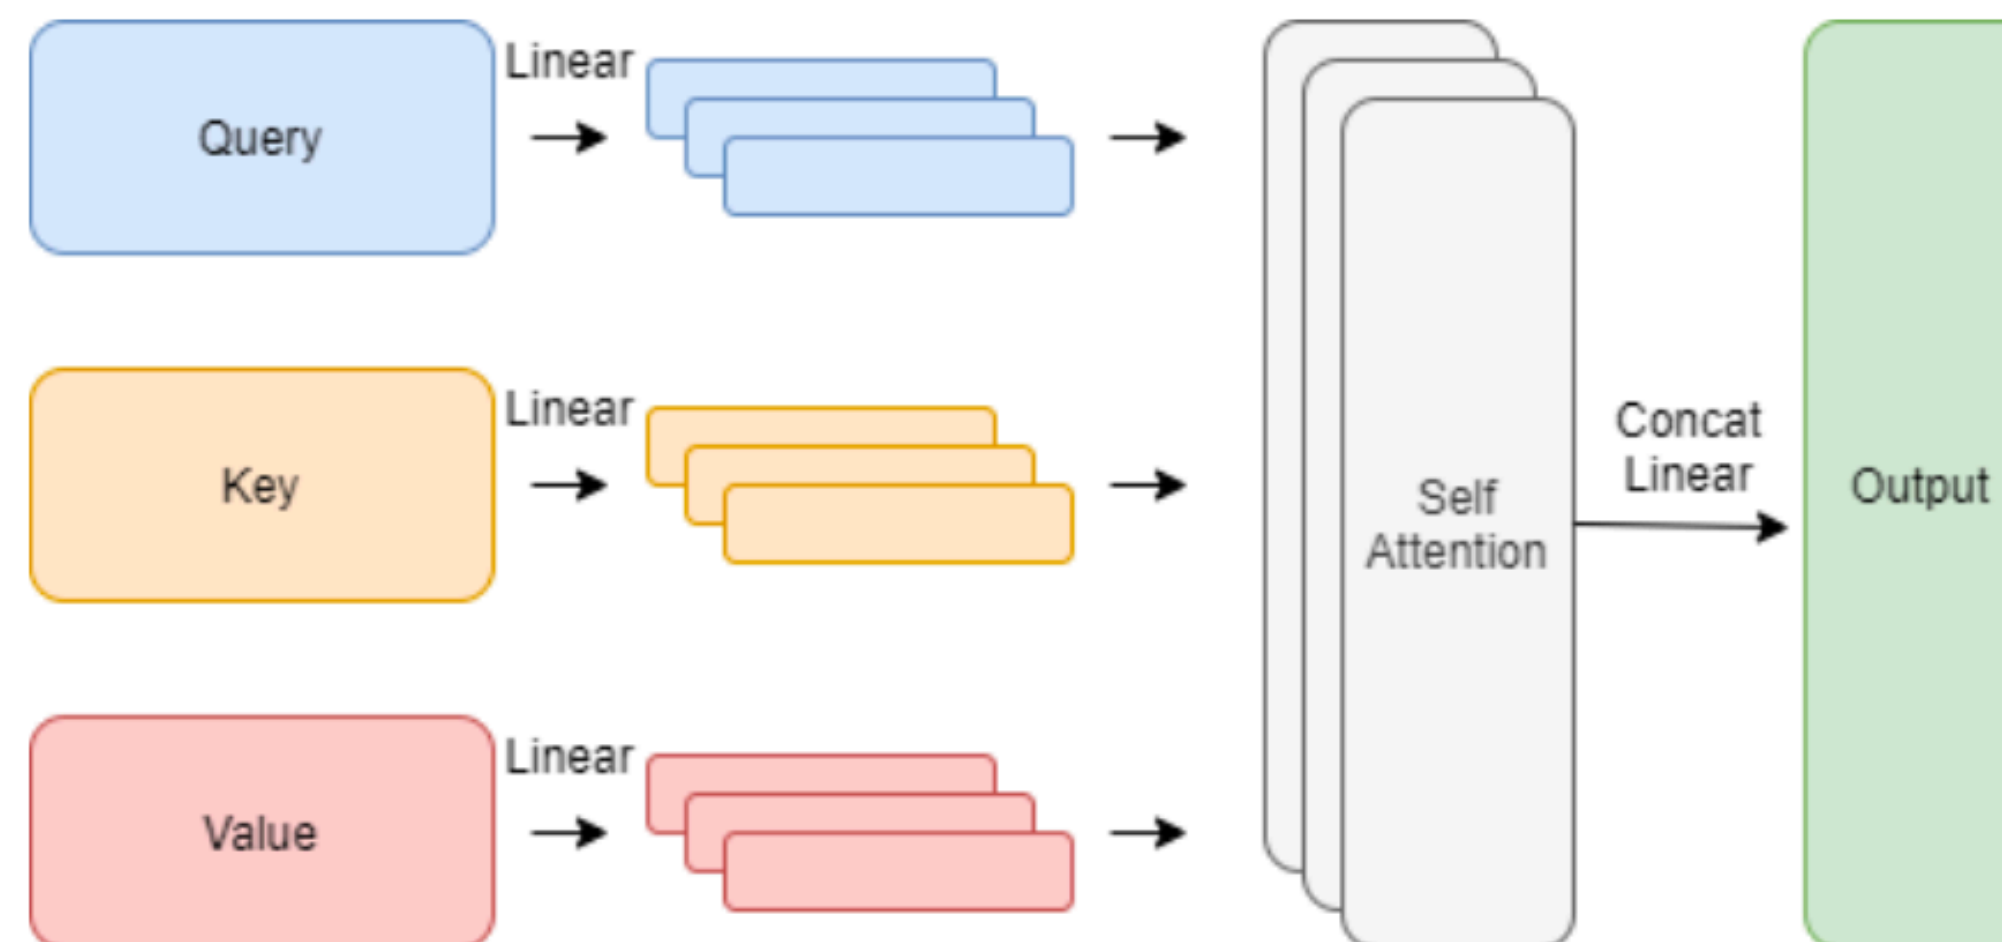 Linear
Query
Linear
Key
Linear
Value
Self
Attention
Concat
Linear
Output